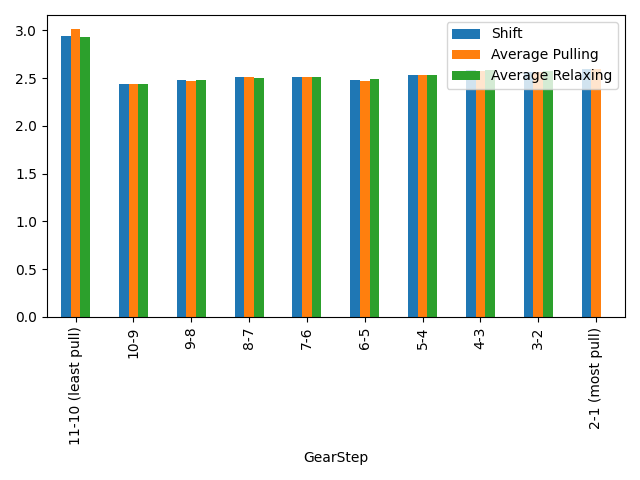 3.0
2.5
2.0
1.5
1.0
0.5
0.0
Shift
Average Pulling
Average Relaxing
11-10 (least pull)
10-9
9-8
8-7
7-6
6-5
5-4
4-3
3-2
2-1 (most pull)
GearStep